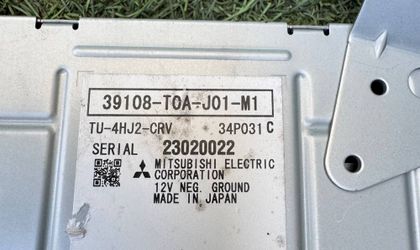 39108-T0A-J01-M1
TU-4HJ2-CRV 34P031 C
SERIAL 23020022
MITSUBISHI ELECTRIC
CORPORATION
12V NEG. GROUND
MADE IN JAPAN